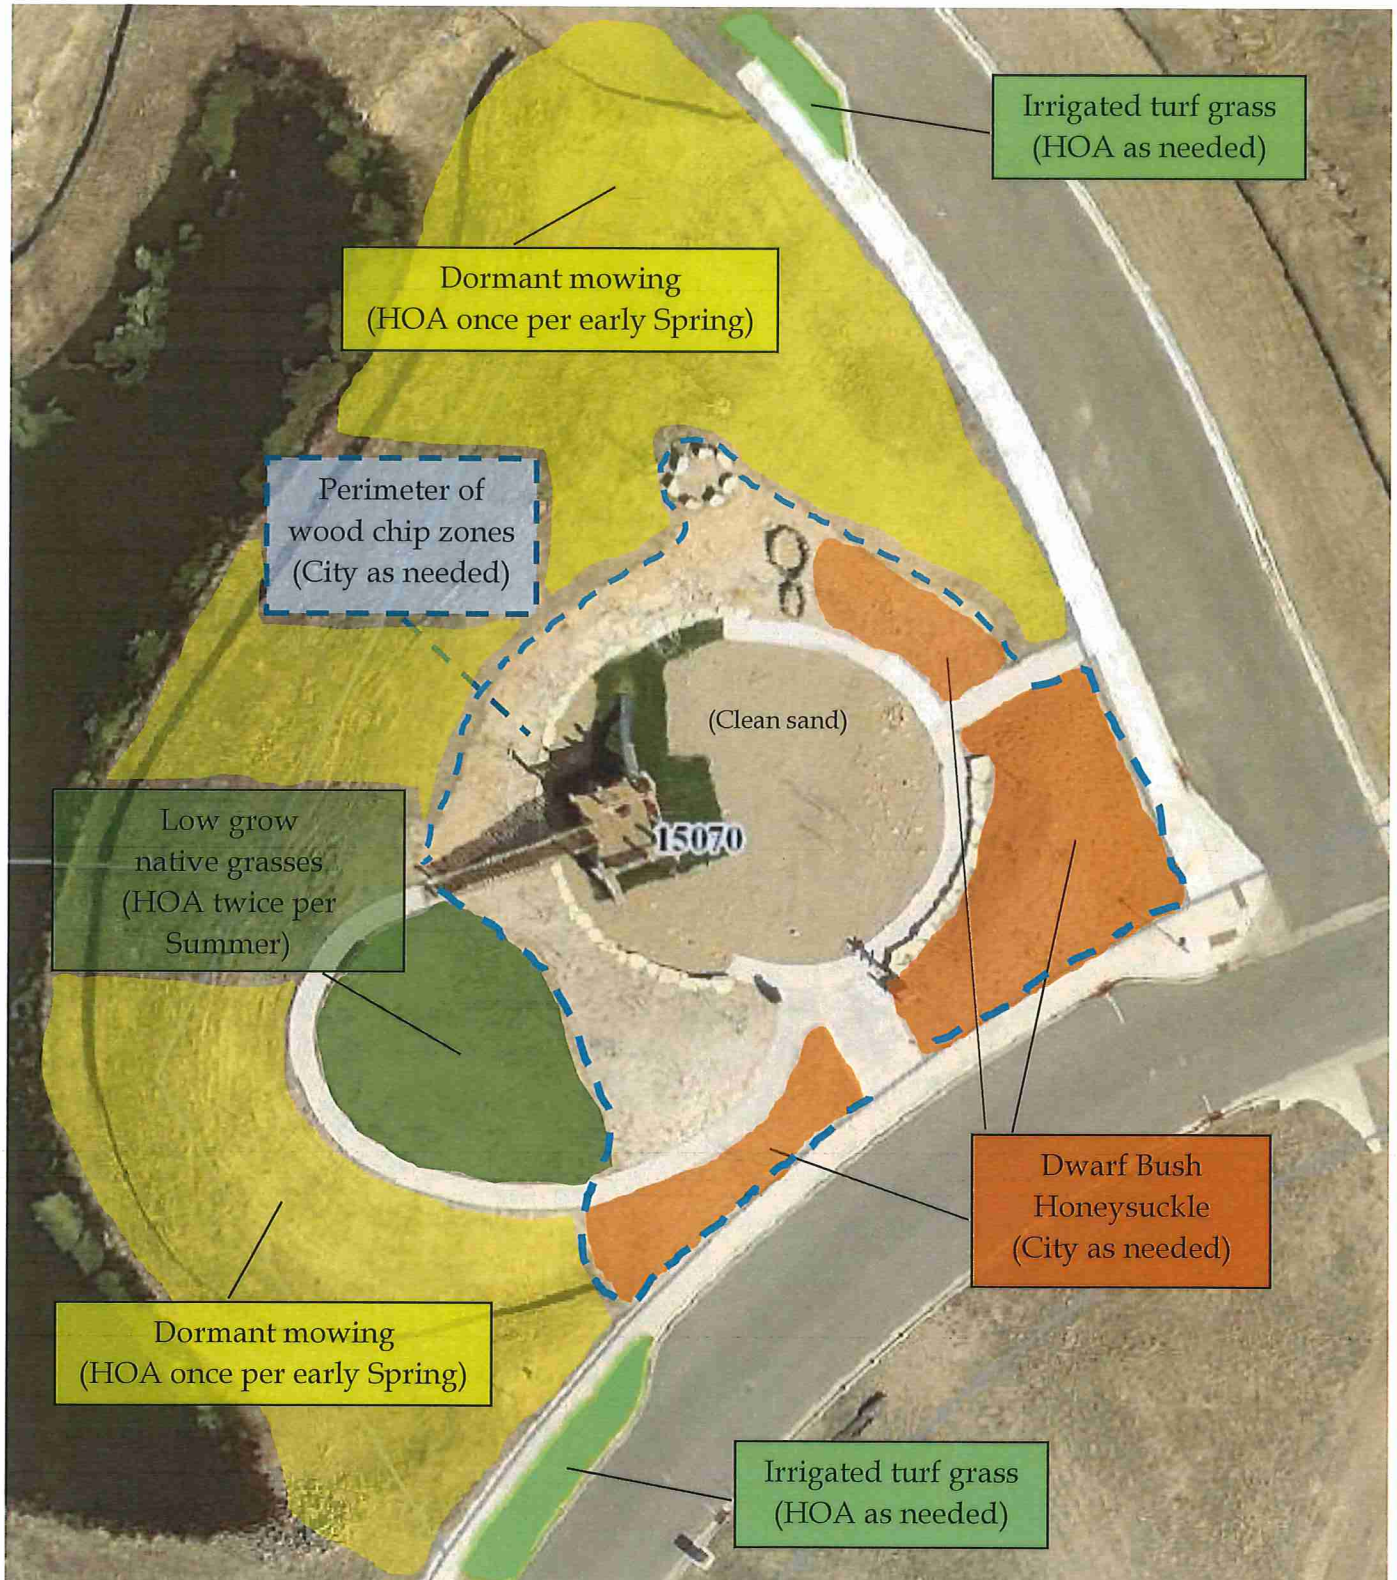 Irrigated turf grass
(HOA as needed)
Dormant mowing
(HOA once per early Spring)
Perimeter of
wood chip zones
(City as needed)
(Clean sand)
15070
Low grow
native grasses
(HOA twice per
Summer)
Dwarf Bush
Honeysuckle
(City as needed)
Dormant mowing
(HOA once per early Spring)
Irrigated turf grass
(HOA as needed)